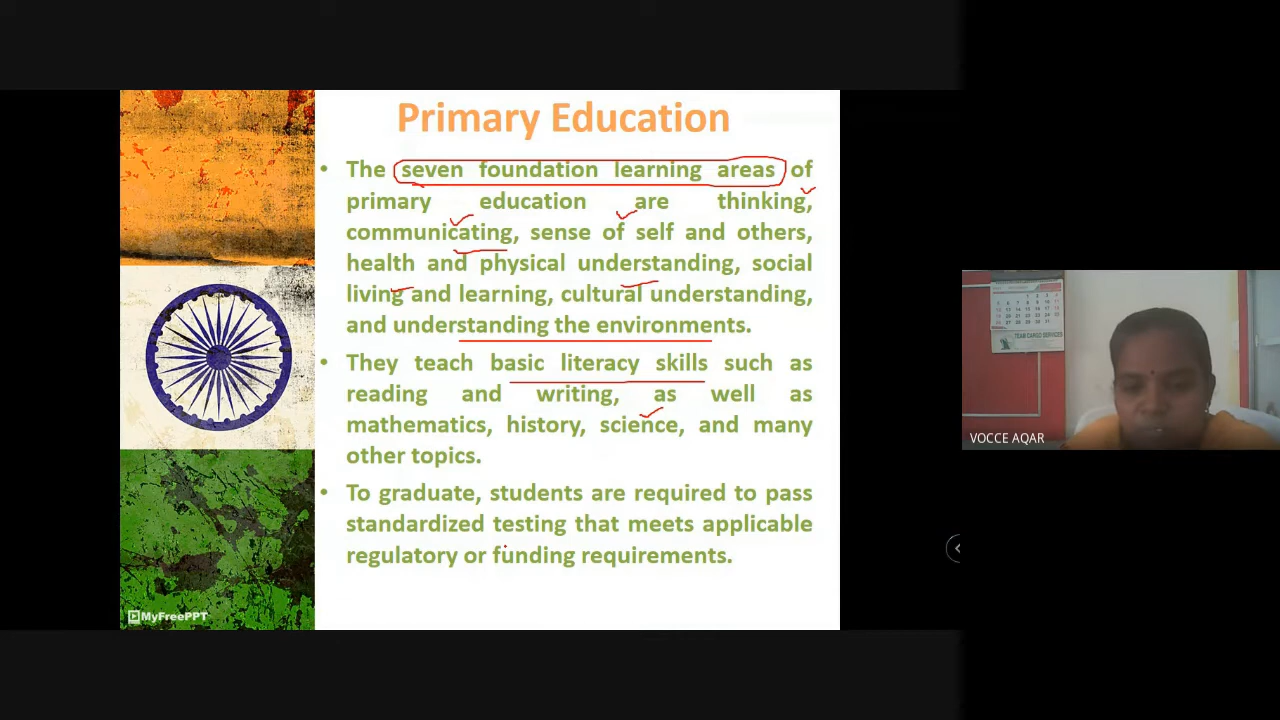 Primary Education
• The seven foundation learning areas of
primary education are thinking,
communicating, sense of self and others,
health and physical understanding, social
living and learning, cultural understanding,
and understanding the environments.
• They teach basic literacy skills such as
reading and writing, as well as
mathematics, history, science, and many
other topics.
• To graduate, students are required to pass
standardized testing that meets applicable
regulatory or funding requirements.
MyFreePPT
TEAM CARGO SERVICES
VOCCE AQAR